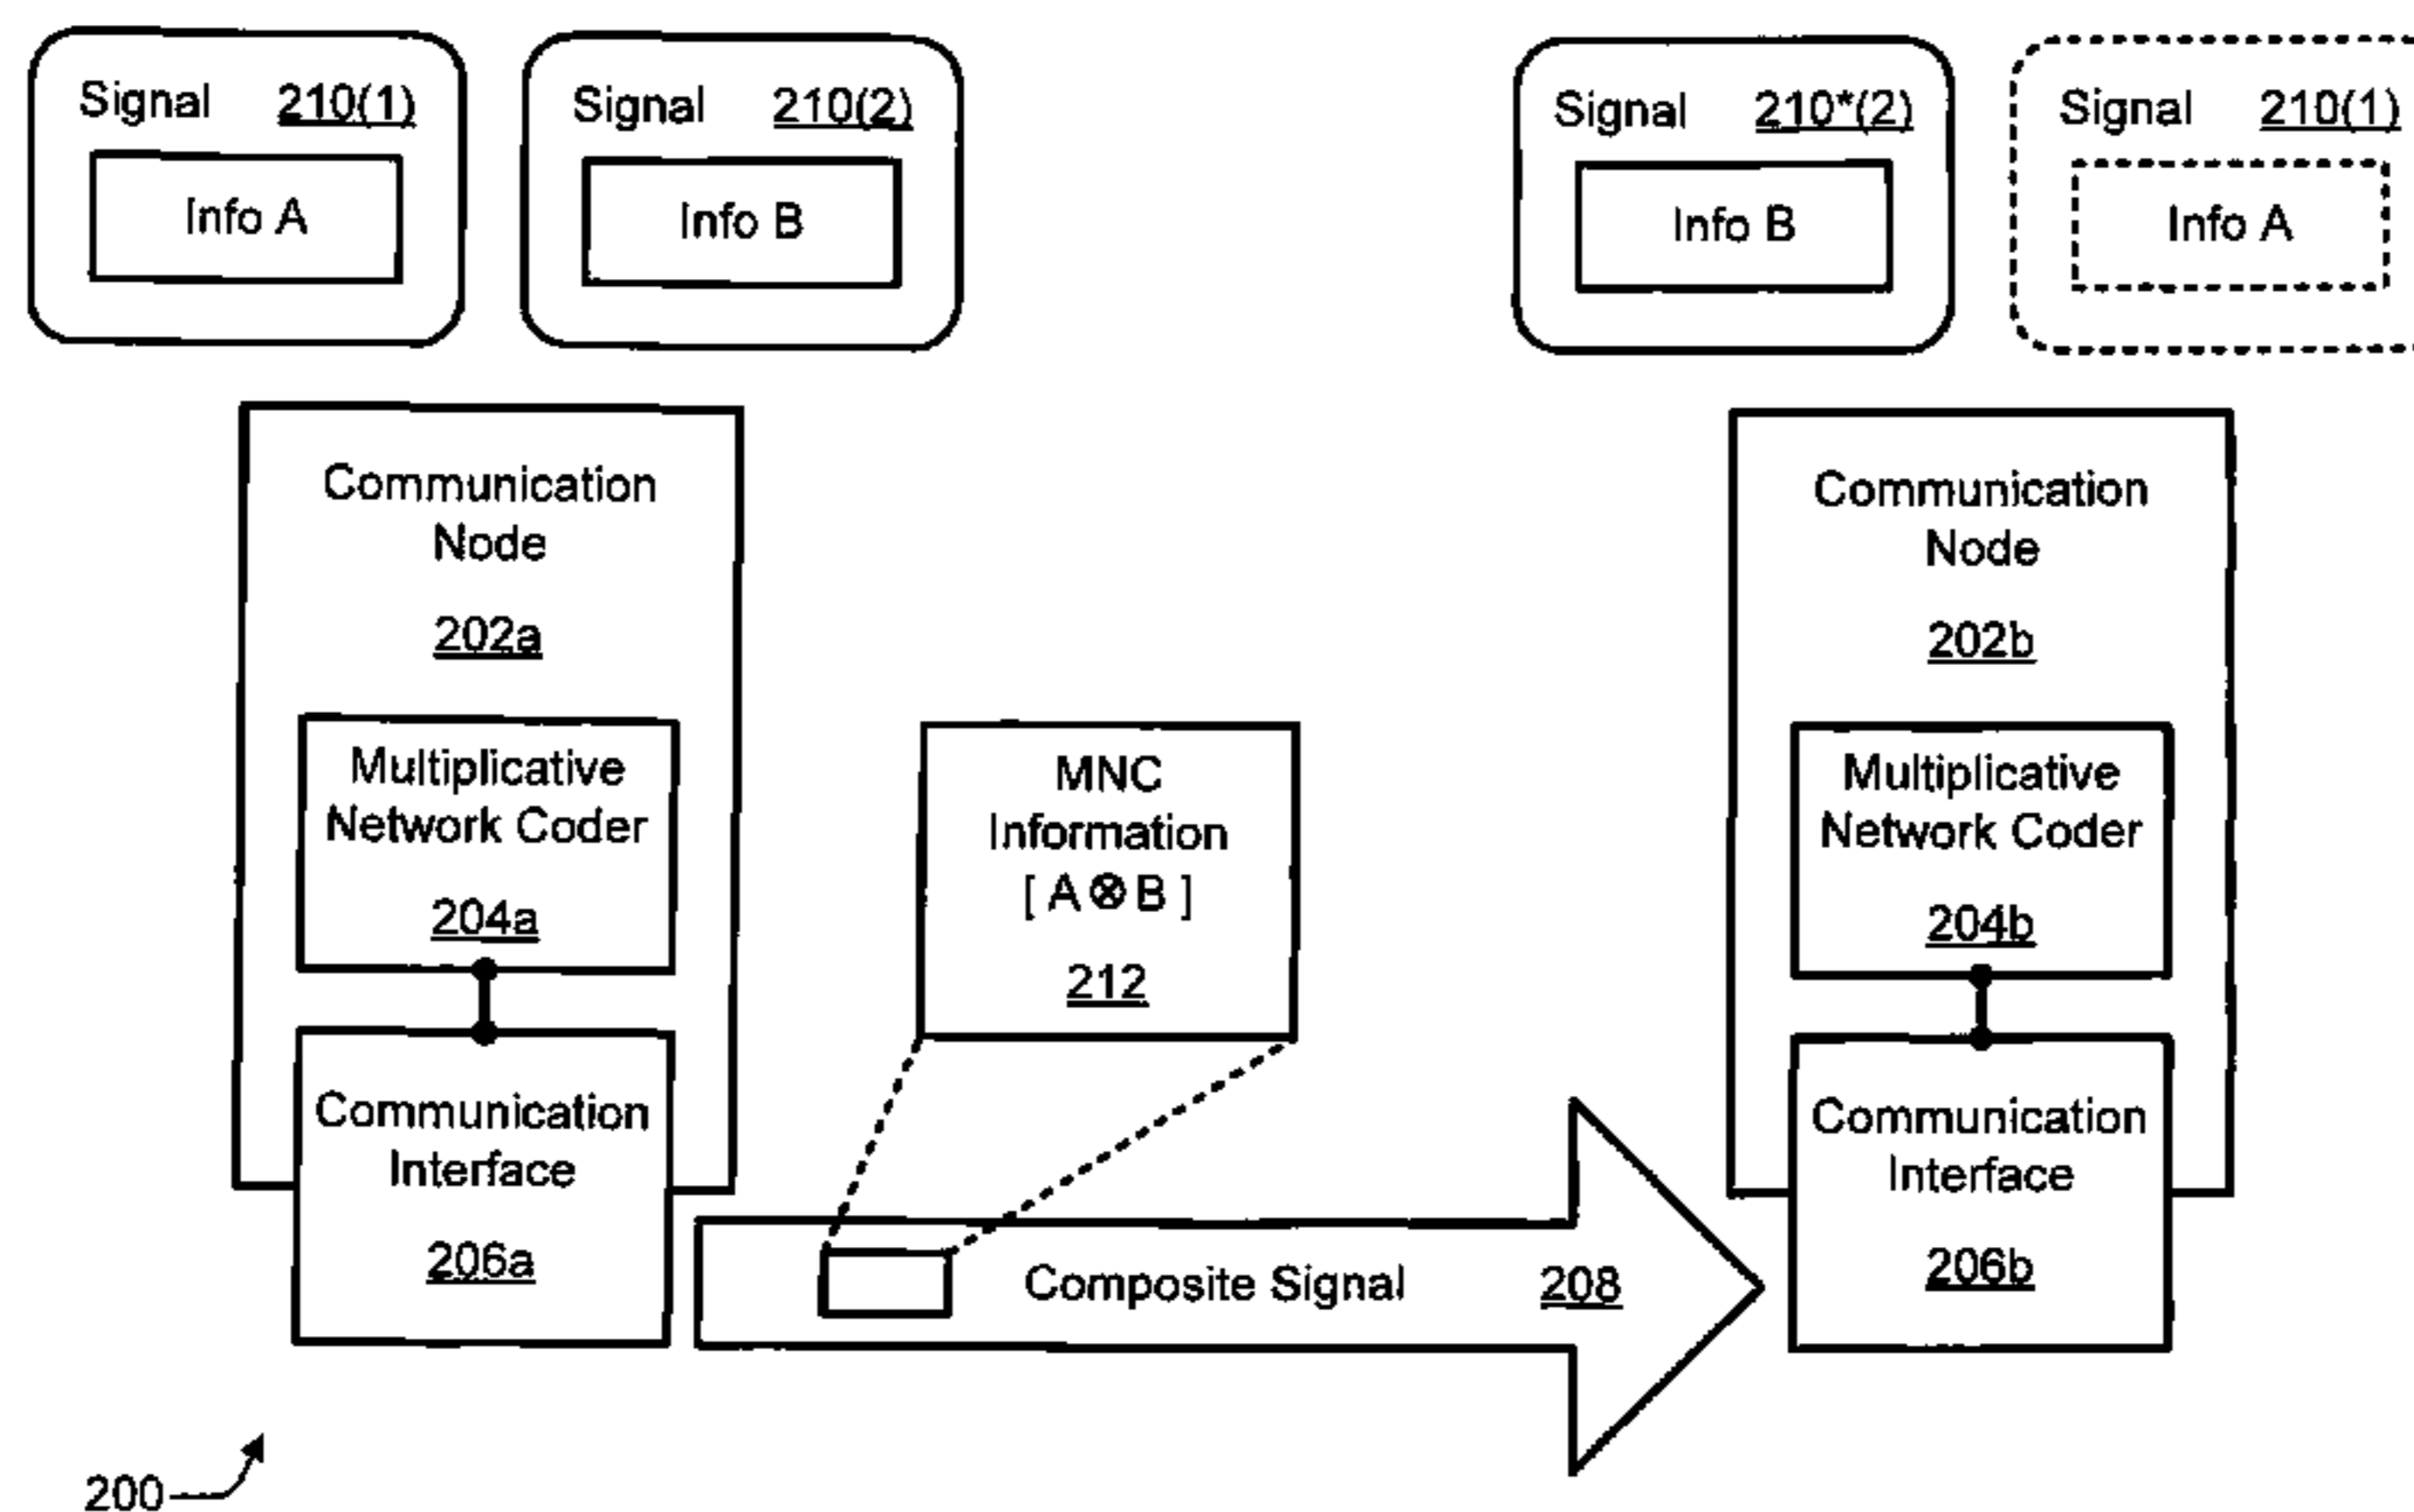 Signal 210(1)
Info A
Signal 210(2)
Info B
Signal 210*(2)
Info B
Signal 210(1)
Info A
Communication
Node
202a
Multiplicative
Network Coder
204a
Communication
Interface
206a
MNC
Information
[ A ⊗ B ]
212
Composite Signal 208
Communication
Node
202b
Multiplicative
Network Coder
204b
Communication
Interface
206b
200